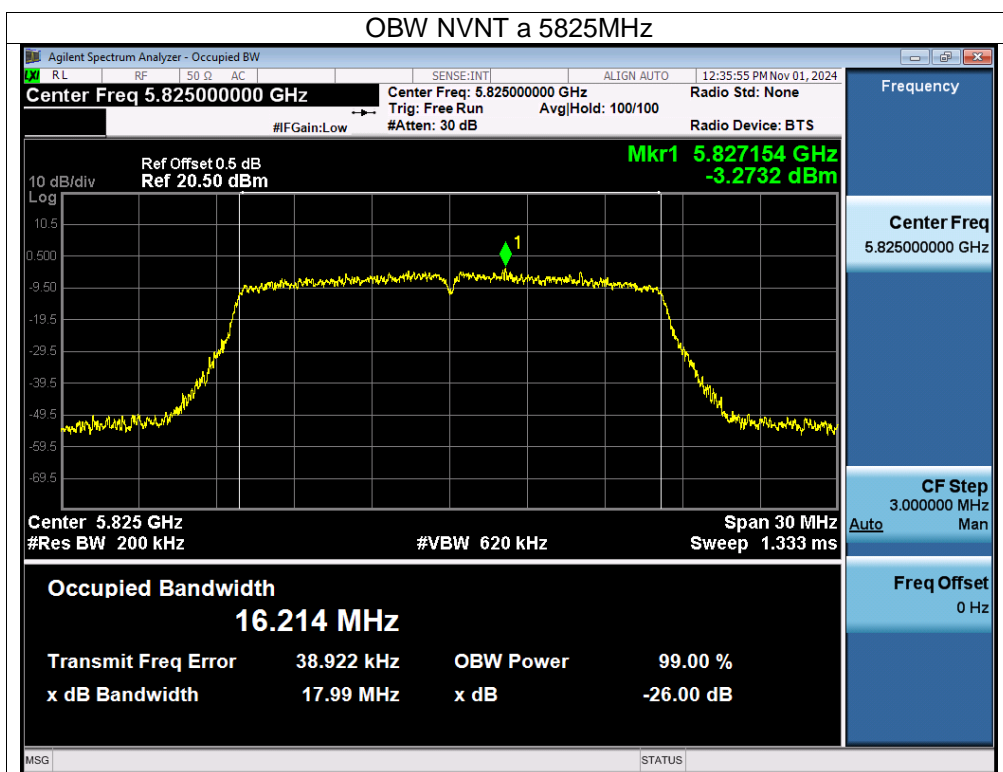 OBW NVNT a 5825MHz
Agilent Spectrum Analyzer - Occupied BW
LXI RL RF 50 Ω AC SENSE:INT ALIGN AUTO 12:35:55 PM Nov 01, 2024
Center Freq 5.825000000 GHz
Center Freq: 5.825000000 GHz
Radio Std: None
Trig: Free Run Avg|Hold: 100/100
#IFGain:Low #Atten: 30 dB Radio Device: BTS
Mkr1 5.827154 GHz
-3.2732 dBm
Ref Offset 0.5 dB
10 dB/div Ref 20.50 dBm
Log
10.5
0.500
-9.50
-19.5
-29.5
-39.5
-49.5
-59.5
-69.5
1
Center 5.825 GHz Span 30 MHz
#Res BW 200 kHz #VBW 620 kHz Sweep 1.333 ms
Occupied Bandwidth
16.214 MHz
Transmit Freq Error 38.922 kHz OBW Power 99.00 %
x dB Bandwidth 17.99 MHz x dB -26.00 dB
MSG STATUS
Frequency
Center Freq
5.825000000 GHz
CF Step
3.000000 MHz
Auto Man
Freq Offset
0 Hz